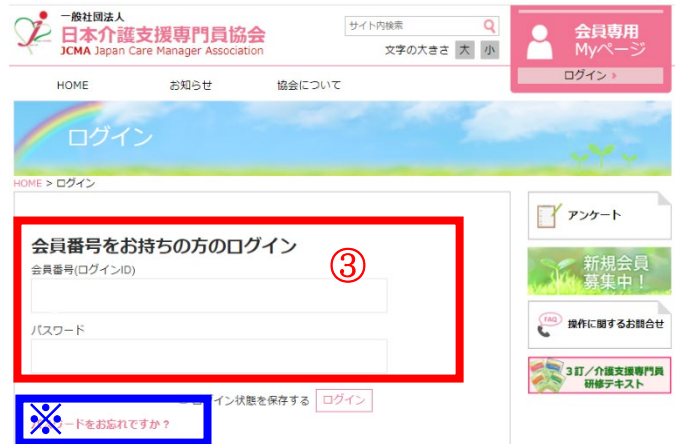 一般社団法人
日本介護支援専門員協会
JCMA Japan Care Manager Association
サイト内検索
文字の大きさ 大 小
会員専用
Myページ
ログイン
HOME お知らせ 協会について
ログイン
HOME > ログイン
会員番号をお持ちの方のログイン
③
会員番号(ログインID)
パスワード
イン状態を保存する ログイン
※
ードをお忘れですか？
アンケート
新規会員
募集中！
FAQ
操作に関するお問合せ
3訂／介護支援専門員
研修テキスト